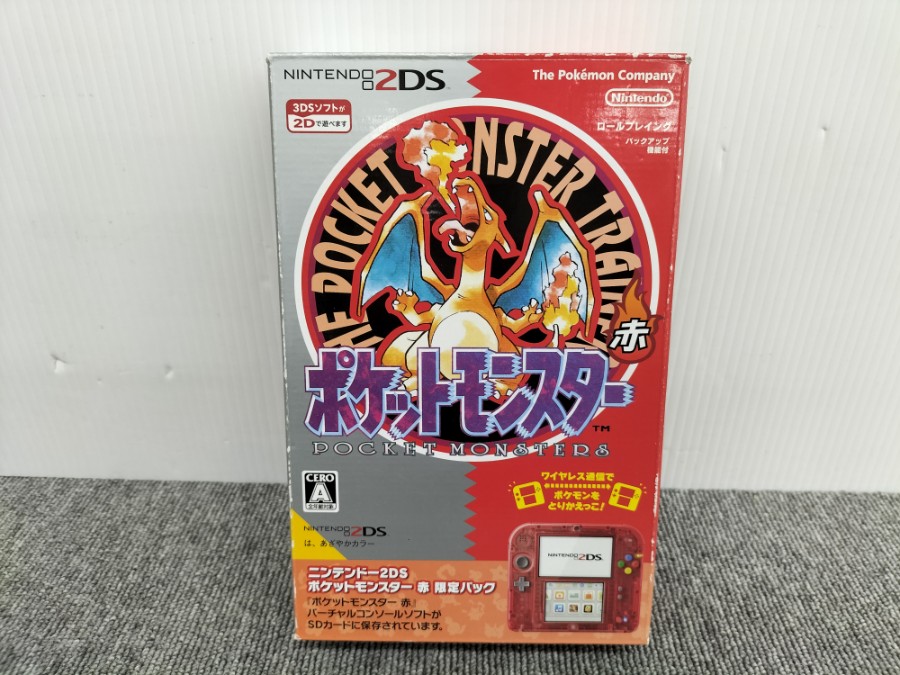 NINTENDO 2DS
The Pokémon Company
Nintendo
3DSソフトが
2Dで遊べます
ロールプレイング
バックアップ
機能付
THE POCKET MONSTER TRAINER
赤
ポケットモンスター
TM
POCKET MONSTERS
CERO
A
全年齢対象
ワイヤレス通信で
ポケモンを
とりかえっこ!
NINTENDO 2DS
は、あざやかカラー
NINTENDO 2DS
ニンテンドー2DS
ポケットモンスター 赤 限定パック
『ポケットモンスター 赤』
バーチャルコンソールソフトが
SDカードに保存されています。